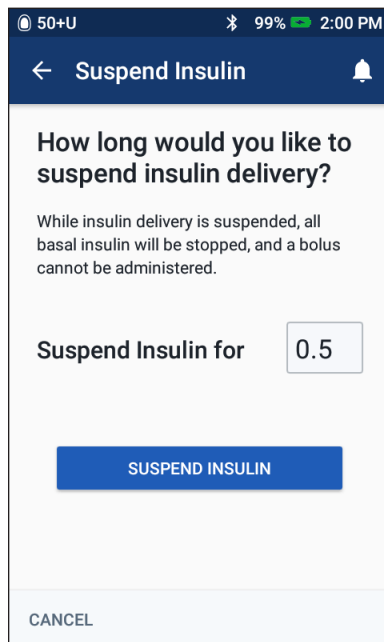 50+U 99% 2:00 PM
Suspend Insulin
How long would you like to
suspend insulin delivery?
While insulin delivery is suspended, all
basal insulin will be stopped, and a bolus
cannot be administered.
Suspend Insulin for 0.5
SUSPEND INSULIN
CANCEL